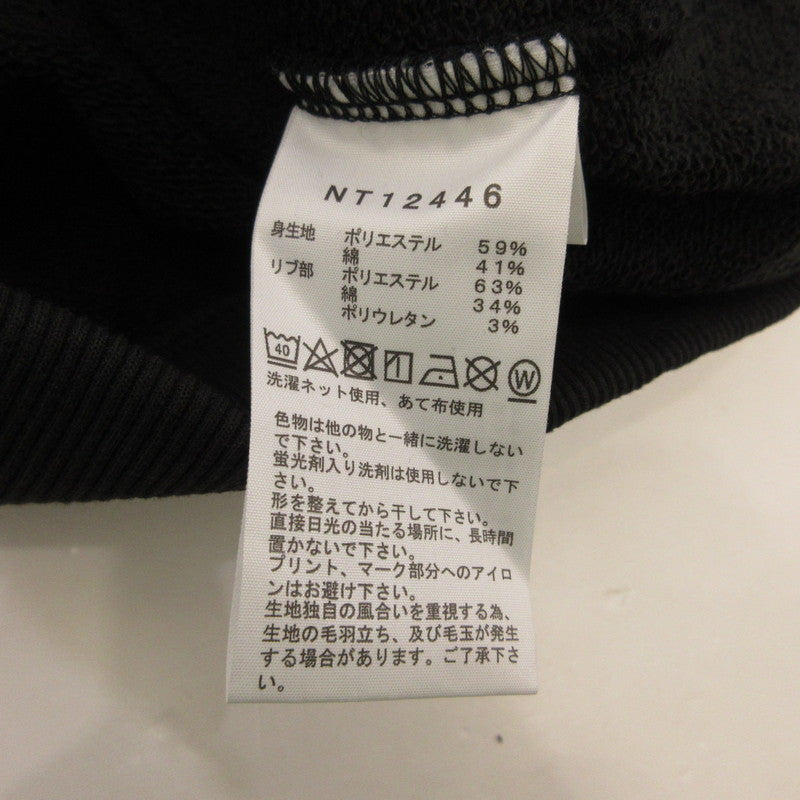 NT12446
身生地 ポリエステル 59%
綿 41%
リブ部 ポリエステル 63%
綿 34%
ポリウレタン 3%
40 W
洗濯ネット使用、あて布使用
色物は他の物と一緒に洗濯しない
で下さい。
蛍光剤入り洗剤は使用しないで下
さい。
形を整えてから干して下さい。
直接日光の当たる場所に、長時間
置かないで下さい。
プリント、マーク部分へのアイロ
ンはお避け下さい。
生地独自の風合いを重視する為、
生地の毛羽立ち、及び毛玉が発生
する場合があります。ご了承下さ
い。